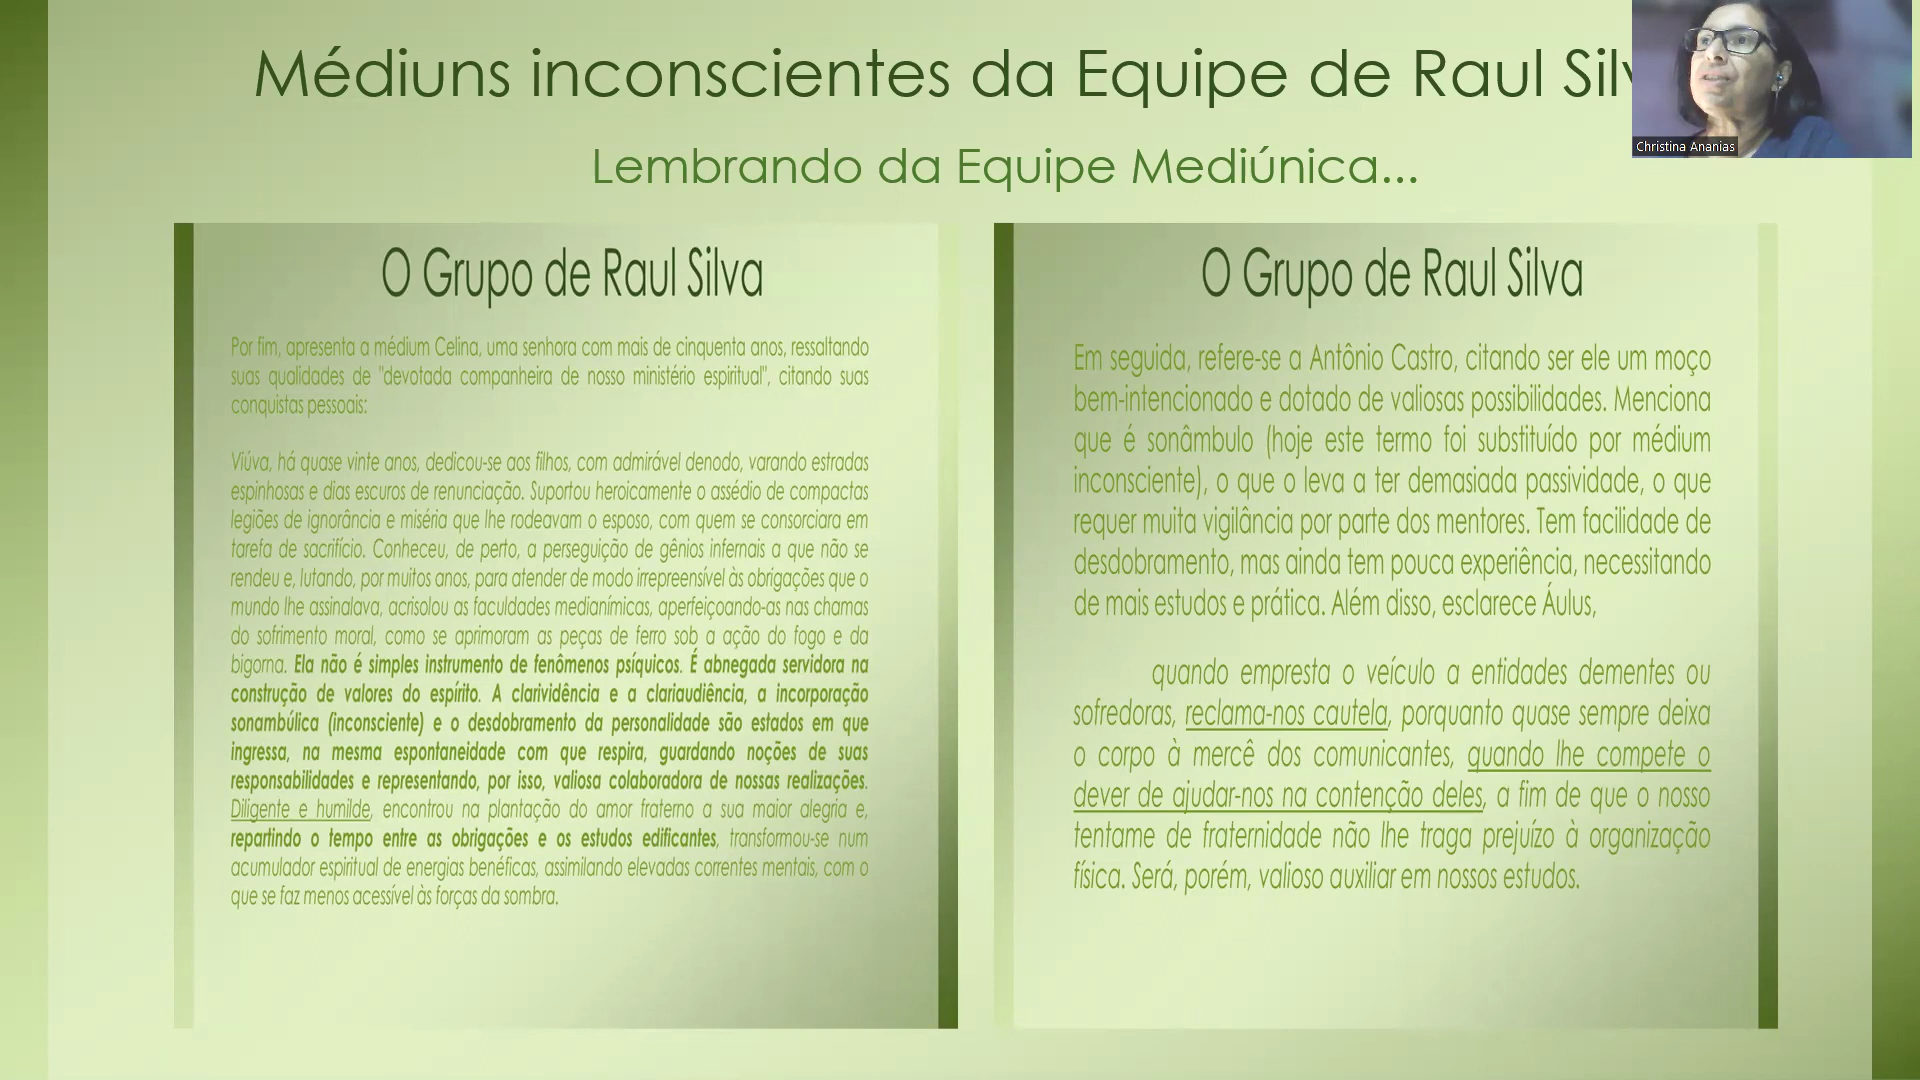 Médiuns inconscientes da Equipe de Raul
Christina Ananias
Lembrando da Equipe Mediúnica...
O Grupo de Raul Silva
Por fim, apresenta a médium Celina, uma senhora com mais de cinquenta anos, ressaltando
suas qualidades de "devotada companheira de nosso ministério espiritual", citando suas
conquistas pessoais:
Viúva, há quase vinte anos, dedicou-se aos filhos, com admirável denodo, varando estradas
espinhosas e dias escuros de renunciação. Suportou heroicamente o assédio de compactas
legiões de ignorância e miséria que lhe rodeavam o esposo, com quem se consorciara em
tarefa de sacrifício. Conheceu, de perto, a perseguição de gênios infernais a que não se
rendeu e, lutando, por muitos anos, para atender de modo irrepreensível às obrigações que o
mundo lhe assinalava, acrisolou as faculdades medianímicas, aperfeiçoando-as nas chamas
do sofrimento moral, como se aprimoram as peças de ferro sob a ação do fogo e da
bigorna. Ela não é simples instrumento de fenômenos psíquicos. É abnegada servidora na
construção de valores do espírito. A clarividência e a clariaudiência, a incorporação
sonambúlica (inconsciente) e o desdobramento da personalidade são estados em que
ingressa, na mesma espontaneidade com que respira, guardando noções de suas
responsabilidades e representando, por isso, valiosa colaboradora de nossas realizações.
Diligente e humilde, encontrou na plantação do amor fraterno a sua maior alegria e,
repartindo o tempo entre as obrigações e os estudos edificantes, transformou-se num
acumulador espiritual de energias benéficas, assimilando elevadas correntes mentais, com o
que se faz menos acessível às forças da sombra.
O Grupo de Raul Silva
Em seguida, refere-se a Antônio Castro, citando ser ele um moço
bem-intencionado e dotado de valiosas possibilidades. Menciona
que é sonâmbulo (hoje este termo foi substituído por médium
inconsciente), o que o leva a ter demasiada passividade, o que
requer muita vigilância por parte dos mentores. Tem facilidade de
desdobramento, mas ainda tem pouca experiência, necessitando
de mais estudos e prática. Além disso, esclarece Áulus,
quando empresta o veículo a entidades dementes ou
sofredoras, reclama-nos cautela, porquanto quase sempre deixa
o corpo à mercê dos comunicantes, quando lhe compete o
dever de ajudar-nos na contenção deles, a fim de que o nosso
tentame de fraternidade não lhe traga prejuízo à organização
física. Será, porém, valioso auxiliar em nossos estudos.